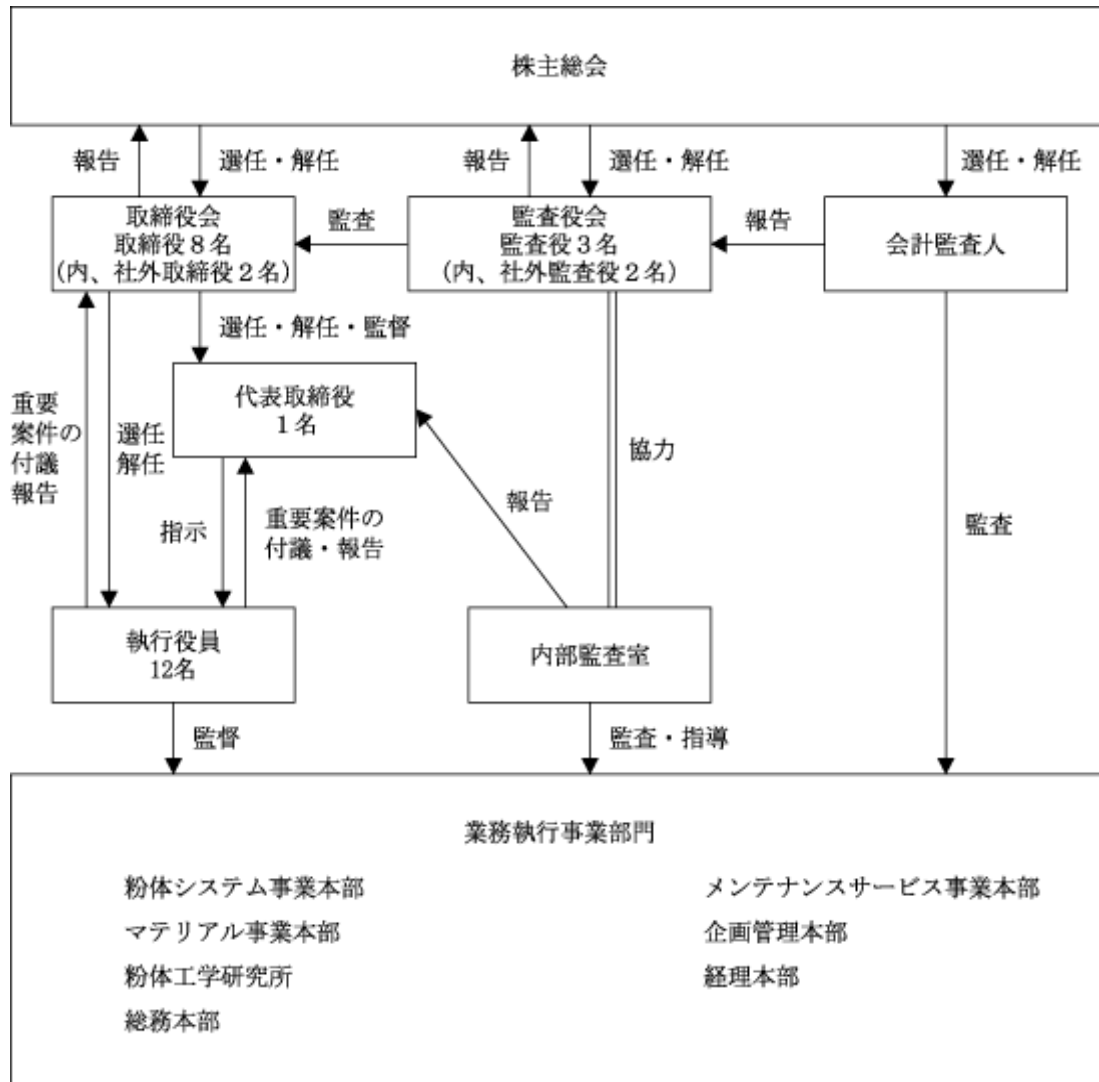 株主総会
報告
選任・解任
報告
選任・解任
選任・解任
取締役会
取締役８名
(内、社外取締役２名)
監査
監査役会
監査役３名
(内、社外監査役２名)
報告
会計監査人
選任・解任・監督
代表取締役
１名
重要
案件の
付議
報告
選任
解任
指示
重要案件の
付議・報告
報告
協力
監査
執行役員
12名
内部監査室
監督
監査・指導
業務執行事業部門
粉体システム事業本部
メンテナンスサービス事業本部
マテリアル事業本部
企画管理本部
粉体工学研究所
経理本部
総務本部